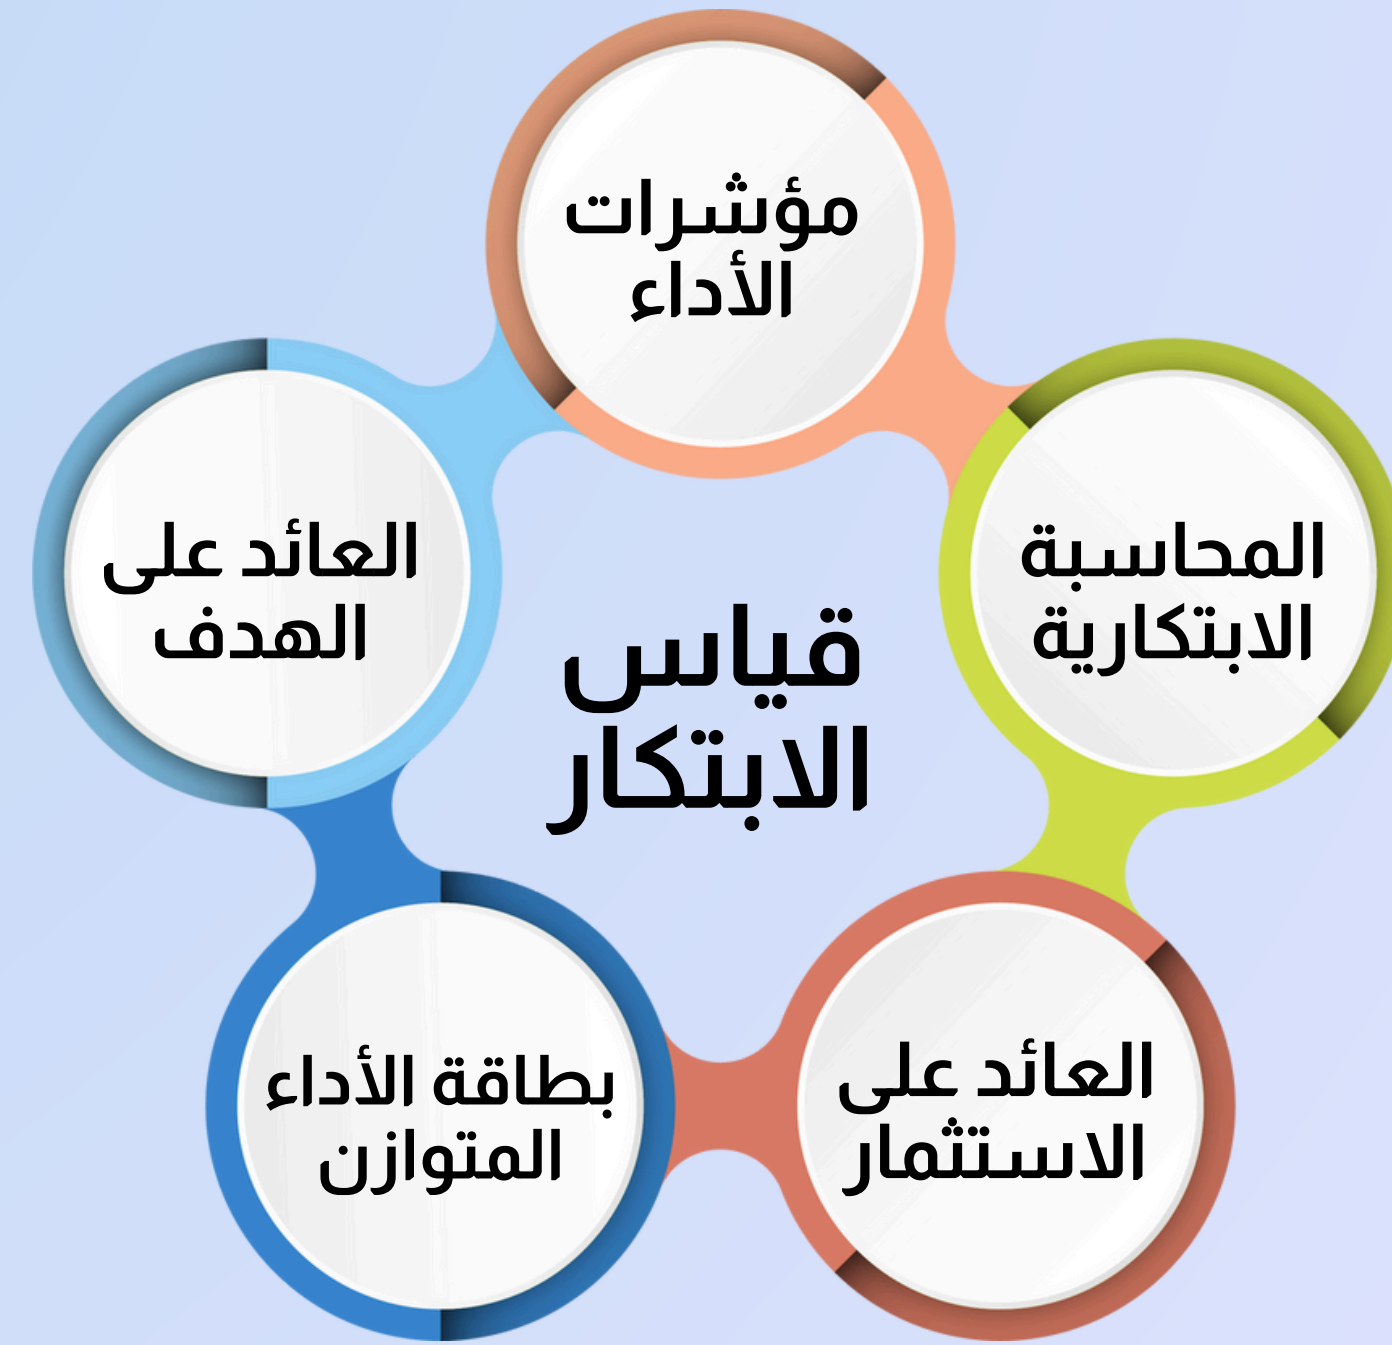 مؤشرات
الأداء
المحاسبة
الابتكارية
العائد على
الهدف
قياس
الابتكار
العائد على
الاستثمار
بطاقة الأداء
المتوازن